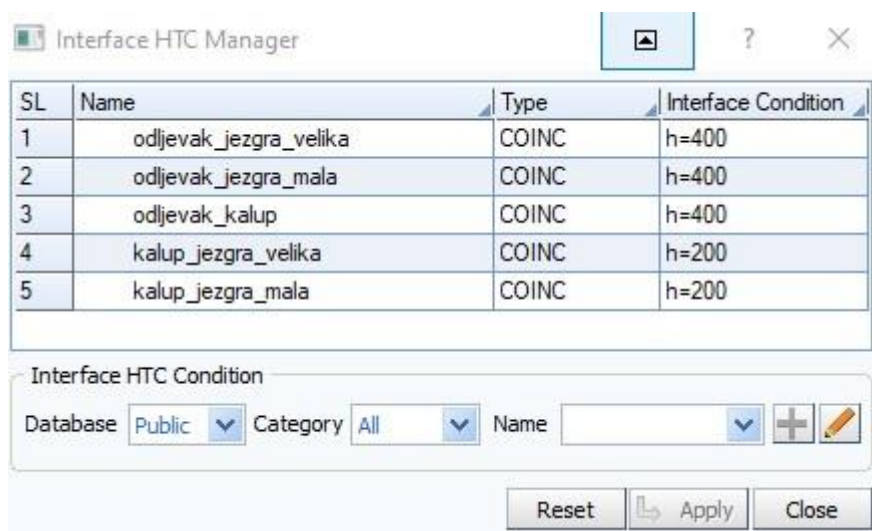 Interface HTC Manager ?
SL Name Type Interface Condition
1 odljevak_jezgra_velika COINC h=400
2 odljevak_jezgra_mala COINC h=400
3 odljevak_kalup COINC h=400
4 kalup_jezgra_velika COINC h=200
5 kalup_jezgra_mala COINC h=200
Interface HTC Condition
Database Public Category All Name
Reset Apply Close